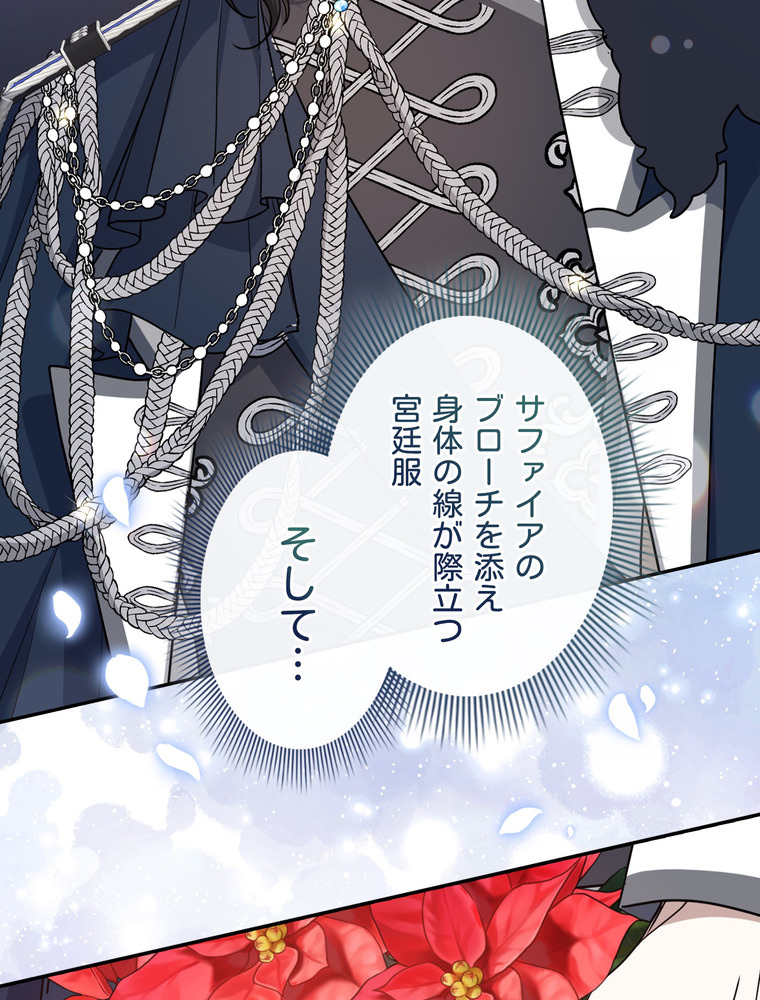 サファイアの
ブローチを添え
身体の線が際立つ
宮廷服
そして…